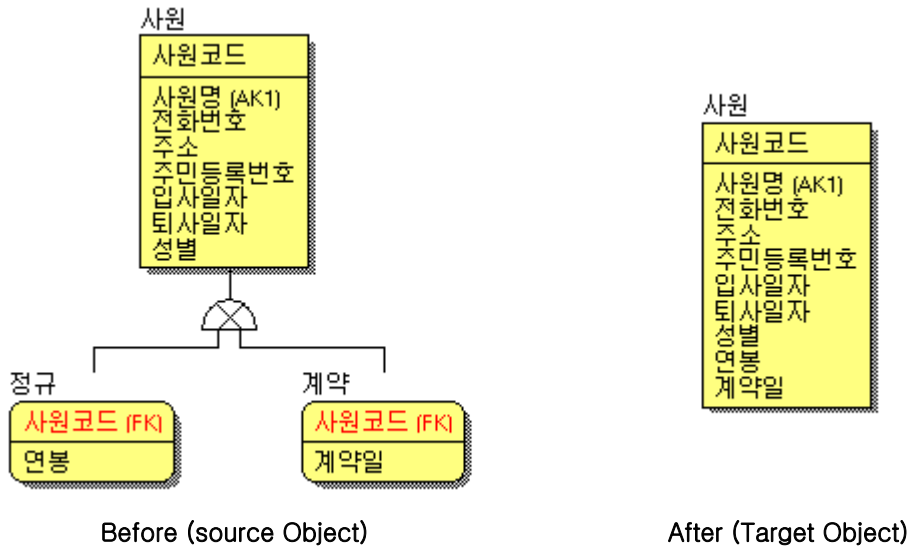 사원
사원코드
사원명 (AK1)
전화번호
주소
주민등록번호
입사일자
퇴사일자
성별
정규
사원코드 (FK)
연봉
계약
사원코드 (FK)
계약일
Before (source Object)
사원
사원코드
사원명 (AK1)
전화번호
주소
주민등록번호
입사일자
퇴사일자
성별
연봉
계약일
After (Target Object)